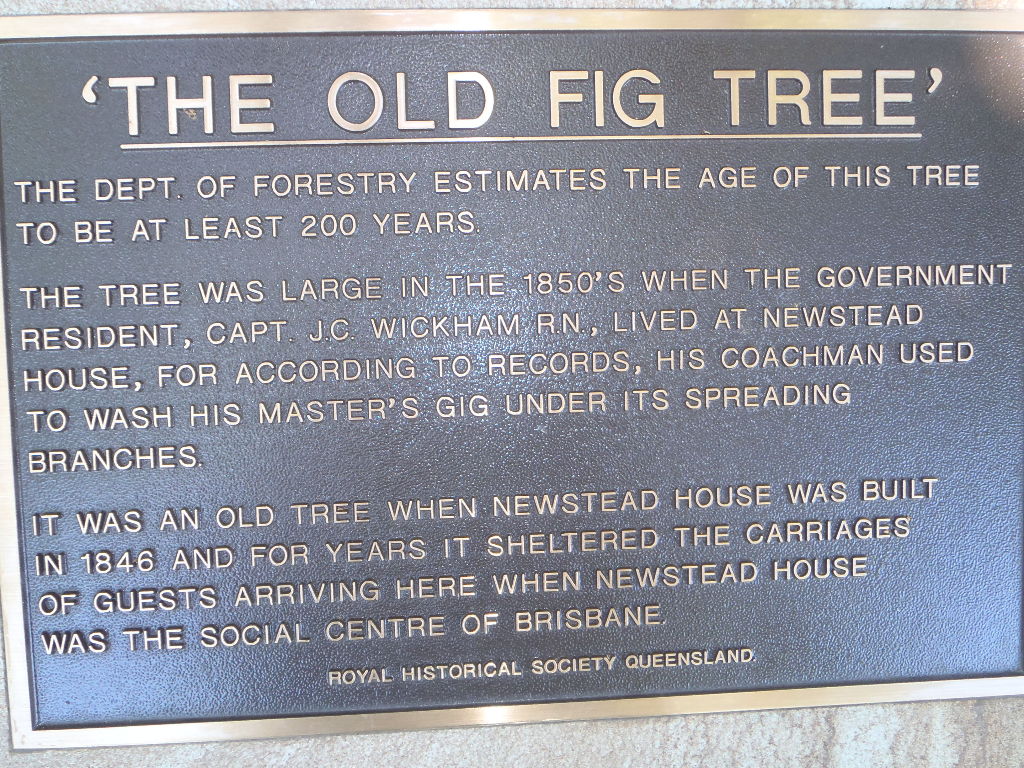 ‘THE OLD FIG TREE’
THE DEPT. OF FORESTRY ESTIMATES THE AGE OF THIS TREE
TO BE AT LEAST 200 YEARS.
THE TREE WAS LARGE IN THE 1850'S WHEN THE GOVERNMENT
RESIDENT, CAPT. J.C. WICKHAM R.N., LIVED AT NEWSTEAD
HOUSE, FOR ACCORDING TO RECORDS, HIS COACHMAN USED
TO WASH HIS MASTER'S GIG UNDER ITS SPREADING
BRANCHES.
IT WAS AN OLD TREE WHEN NEWSTEAD HOUSE WAS BUILT
IN 1846 AND FOR YEARS IT SHELTERED THE CARRIAGES
OF GUESTS ARRIVING HERE WHEN NEWSTEAD HOUSE
WAS THE SOCIAL CENTRE OF BRISBANE.
ROYAL HISTORICAL SOCIETY QUEENSLAND.